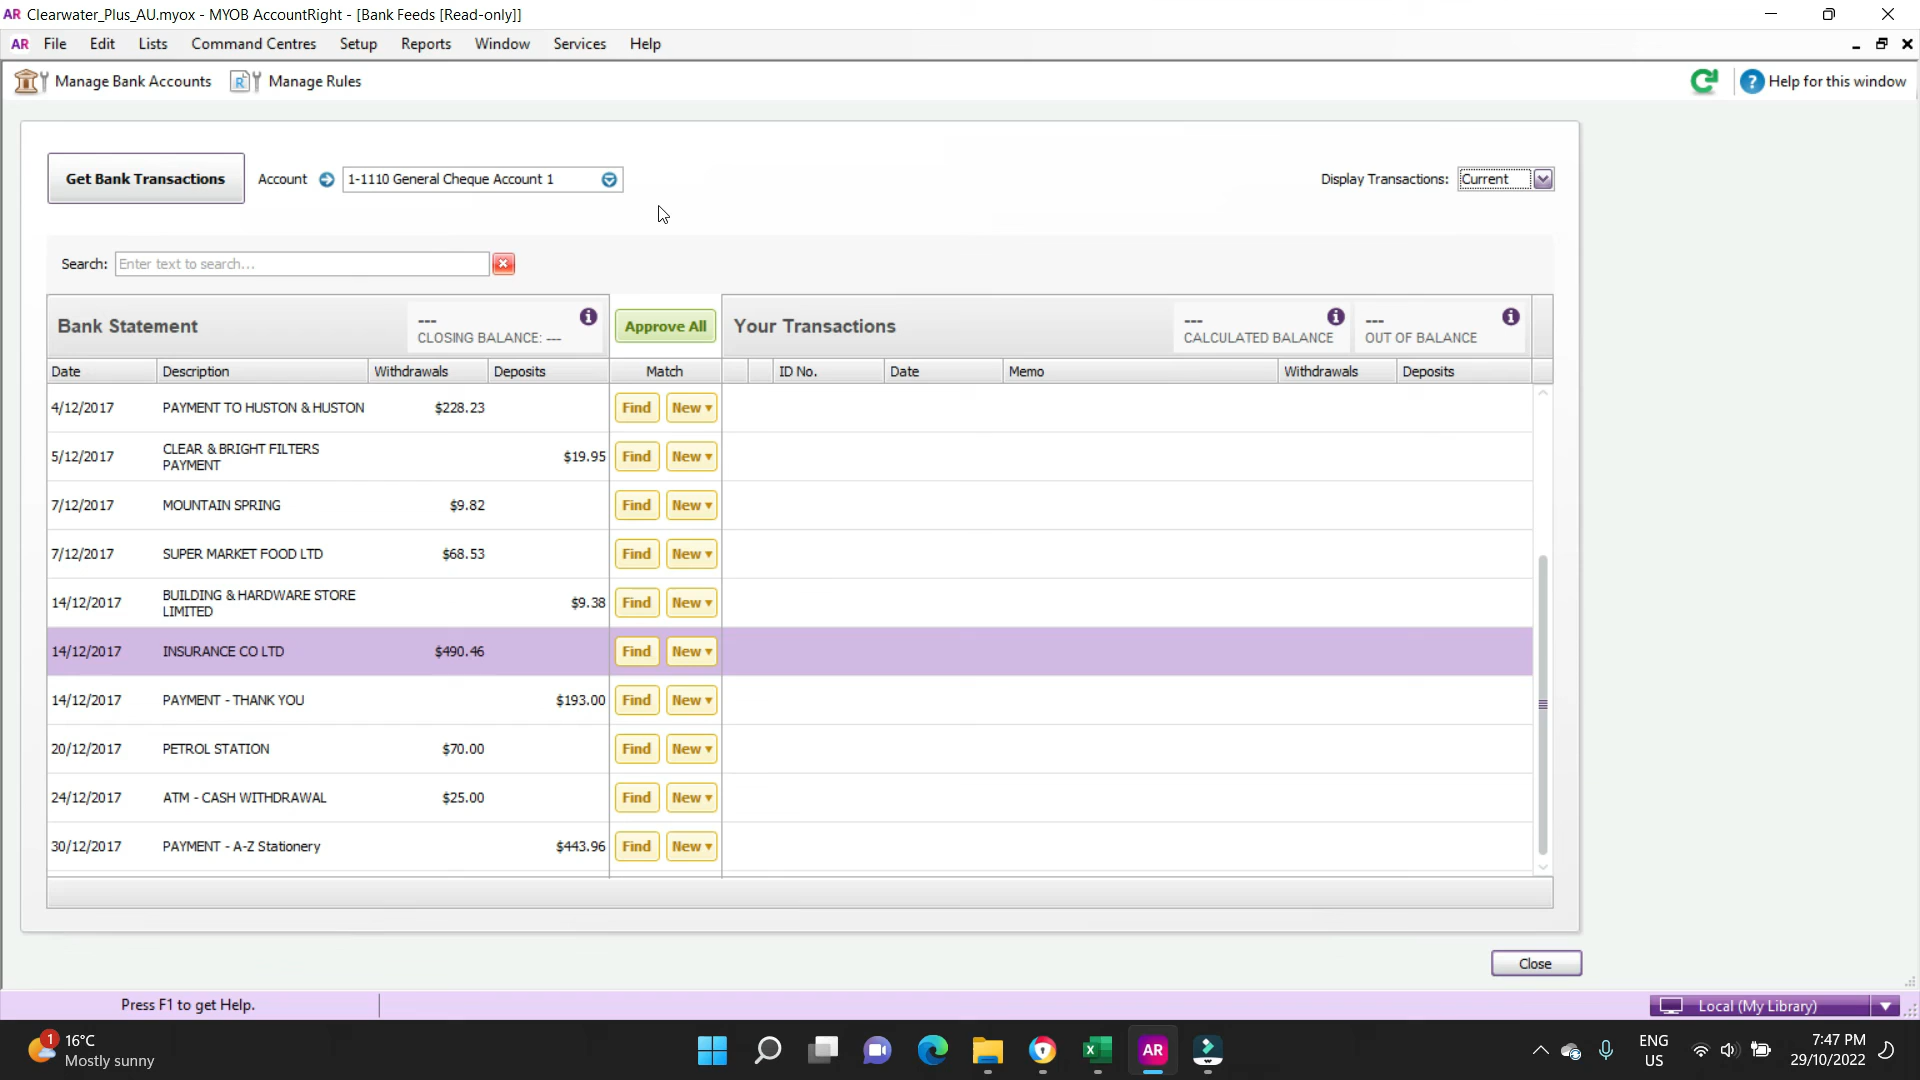 AR Clearwater_Plus_AU.myox - MYOB AccountRight - [Bank Feeds [Read-only]]
AR File Edit Lists Command Centres Setup Reports Window Services Help
Manage Bank Accounts R Manage Rules ? Help for this window
Get Bank Transactions Account 1-1110 General Cheque Account 1 Display Transactions: Current
Search: Enter text to search...
Bank Statement --- i Approve All Your Transactions --- i --- i
CLOSING BALANCE: --- CALCULATED BALANCE OUT OF BALANCE
Date Description Withdrawals Deposits Match ID No. Date Memo Withdrawals Deposits
4/12/2017 PAYMENT TO HUSTON & HUSTON $228.23 Find New
5/12/2017 CLEAR & BRIGHT FILTERS
PAYMENT $19.95 Find New
7/12/2017 MOUNTAIN SPRING $9.82 Find New
7/12/2017 SUPER MARKET FOOD LTD $68.53 Find New
14/12/2017 BUILDING & HARDWARE STORE
LIMITED $9.38 Find New
14/12/2017 INSURANCE CO LTD $490.46 Find New
14/12/2017 PAYMENT - THANK YOU $193.00 Find New
20/12/2017 PETROL STATION $70.00 Find New
24/12/2017 ATM - CASH WITHDRAWAL $25.00 Find New
30/12/2017 PAYMENT - A-Z Stationery $443.96 Find New
Close
Press F1 to get Help. Local (My Library)
1 16°C
Mostly sunny
AR
ENG
US
7:47 PM
29/10/2022